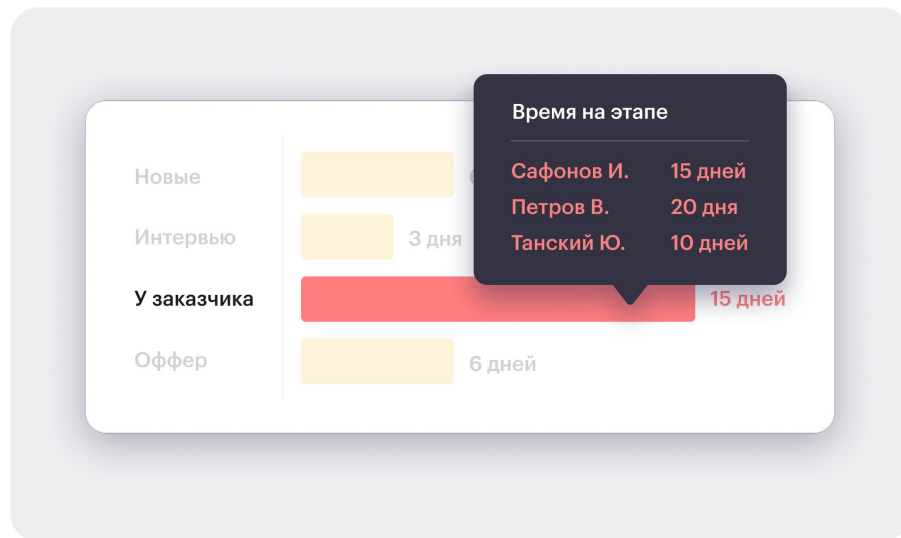 Время на этапе
Сафонов И. 15 дней
Петров В. 20 дня
Танский Ю. 10 дней
Новые
Интервью 3 дня
У заказчика 15 дней
Оффер 6 дней